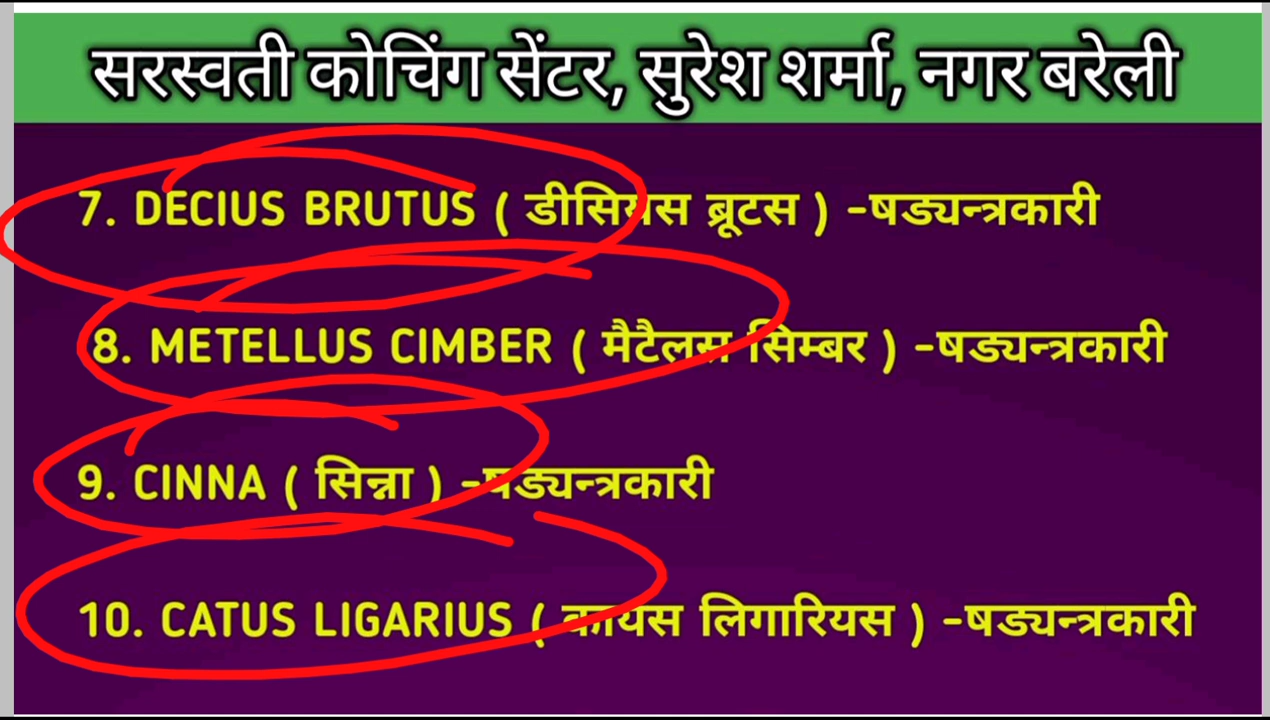 सरस्वती कोचिंग सेंटर, सुरेश शर्मा, नगर बरेली
7. DECIUS BRUTUS ( डीसियस ब्रूटस ) -षड्यन्त्रकारी
8. METELLUS CIMBER ( मैटैलस सिम्बर ) -षड्यन्त्रकारी
9. CINNA ( सिन्ना ) -षड्यन्त्रकारी
10. CATUS LIGARIUS ( कायस लिगारियस ) -षड्यन्त्रकारी